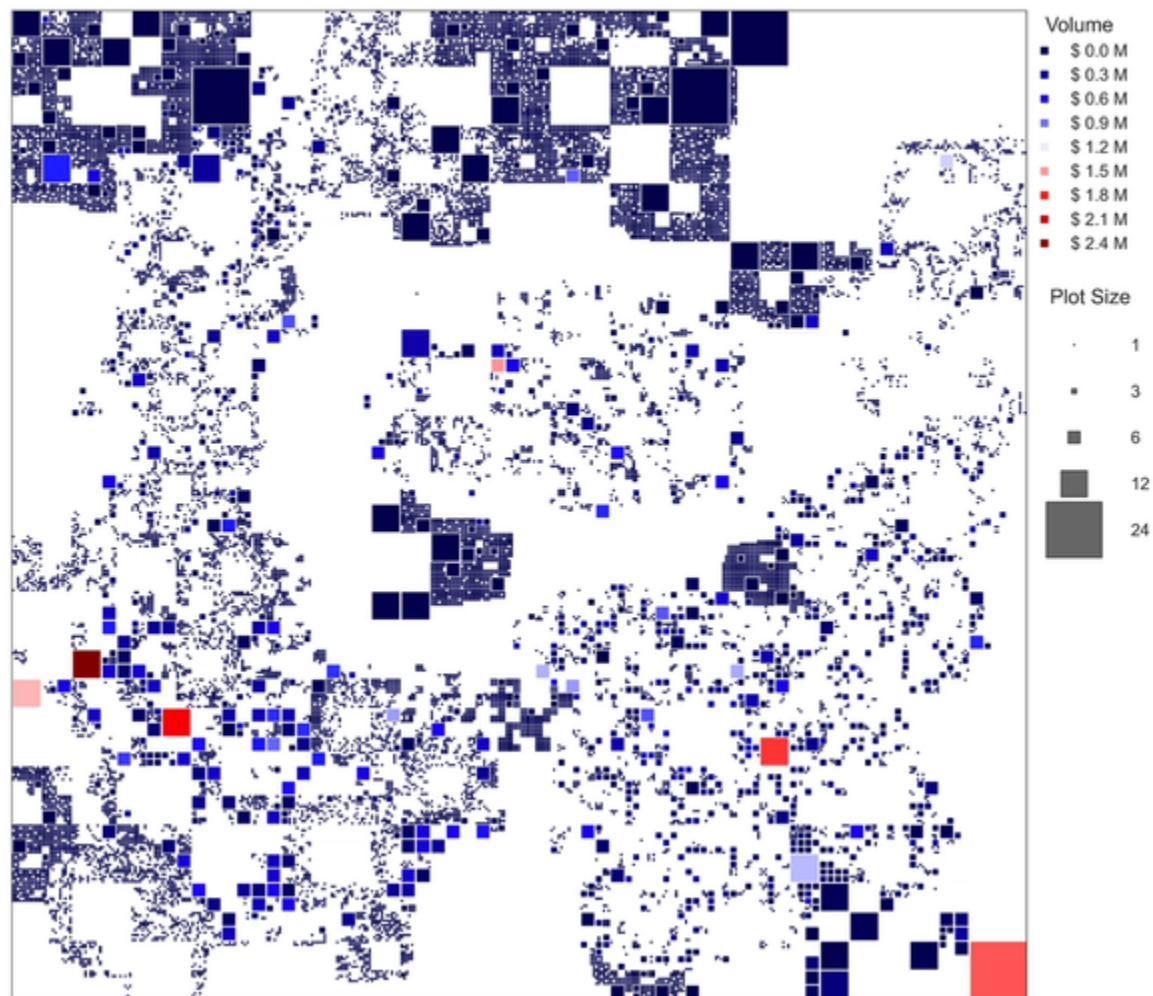 Volume
$ 0.0 M
$ 0.3 M
$ 0.6 M
$ 0.9 M
$ 1.2 M
$ 1.5 M
$ 1.8 M
$ 2.1 M
$ 2.4 M
Plot Size
1
3
6
12
24